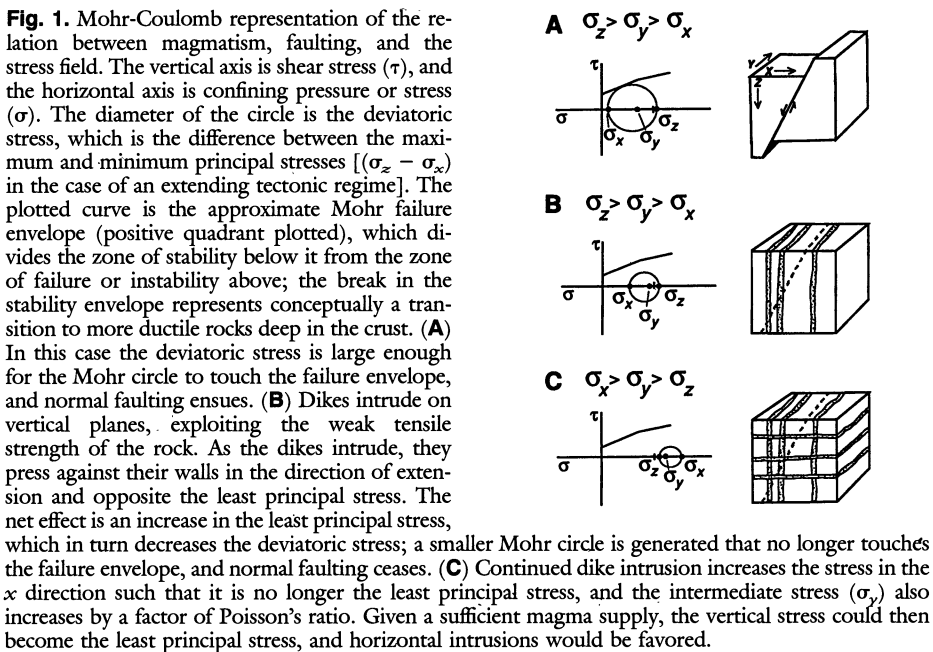 Fig. 1. Mohr-Coulomb representation of the re-
lation between magmatism, faulting, and the
stress field. The vertical axis is shear stress (τ), and
the horizontal axis is confining pressure or stress
(σ). The diameter of the circle is the deviatoric
stress, which is the difference between the maxi-
mum and minimum principal stresses [(σz − σx)
in the case of an extending tectonic regime]. The
plotted curve is the approximate Mohr failure
envelope (positive quadrant plotted), which di-
vides the zone of stability below it from the zone
of failure or instability above; the break in the
stability envelope represents conceptually a tran-
sition to more ductile rocks deep in the crust. (A)
In this case the deviatoric stress is large enough
for the Mohr circle to touch the failure envelope,
and normal faulting ensues. (B) Dikes intrude on
vertical planes, exploiting the weak tensile
strength of the rock. As the dikes intrude, they
press against their walls in the direction of exten-
sion and opposite the least principal stress. The
net effect is an increase in the least principal stress,
which in turn decreases the deviatoric stress; a smaller Mohr circle is generated that no longer touches
the failure envelope, and normal faulting ceases. (C) Continued dike intrusion increases the stress in the
x direction such that it is no longer the least principal stress, and the intermediate stress (σy) also
increases by a factor of Poisson's ratio. Given a sufficient magma supply, the vertical stress could then
become the least principal stress, and horizontal intrusions would be favored.
A σz > σy > σx
τ
σ
σx
σy
σz
Y
X
Z
B σz > σy > σx
τ
σ
σx
σy
σz
C σx > σy > σz
τ
σ
σz
σy
σx